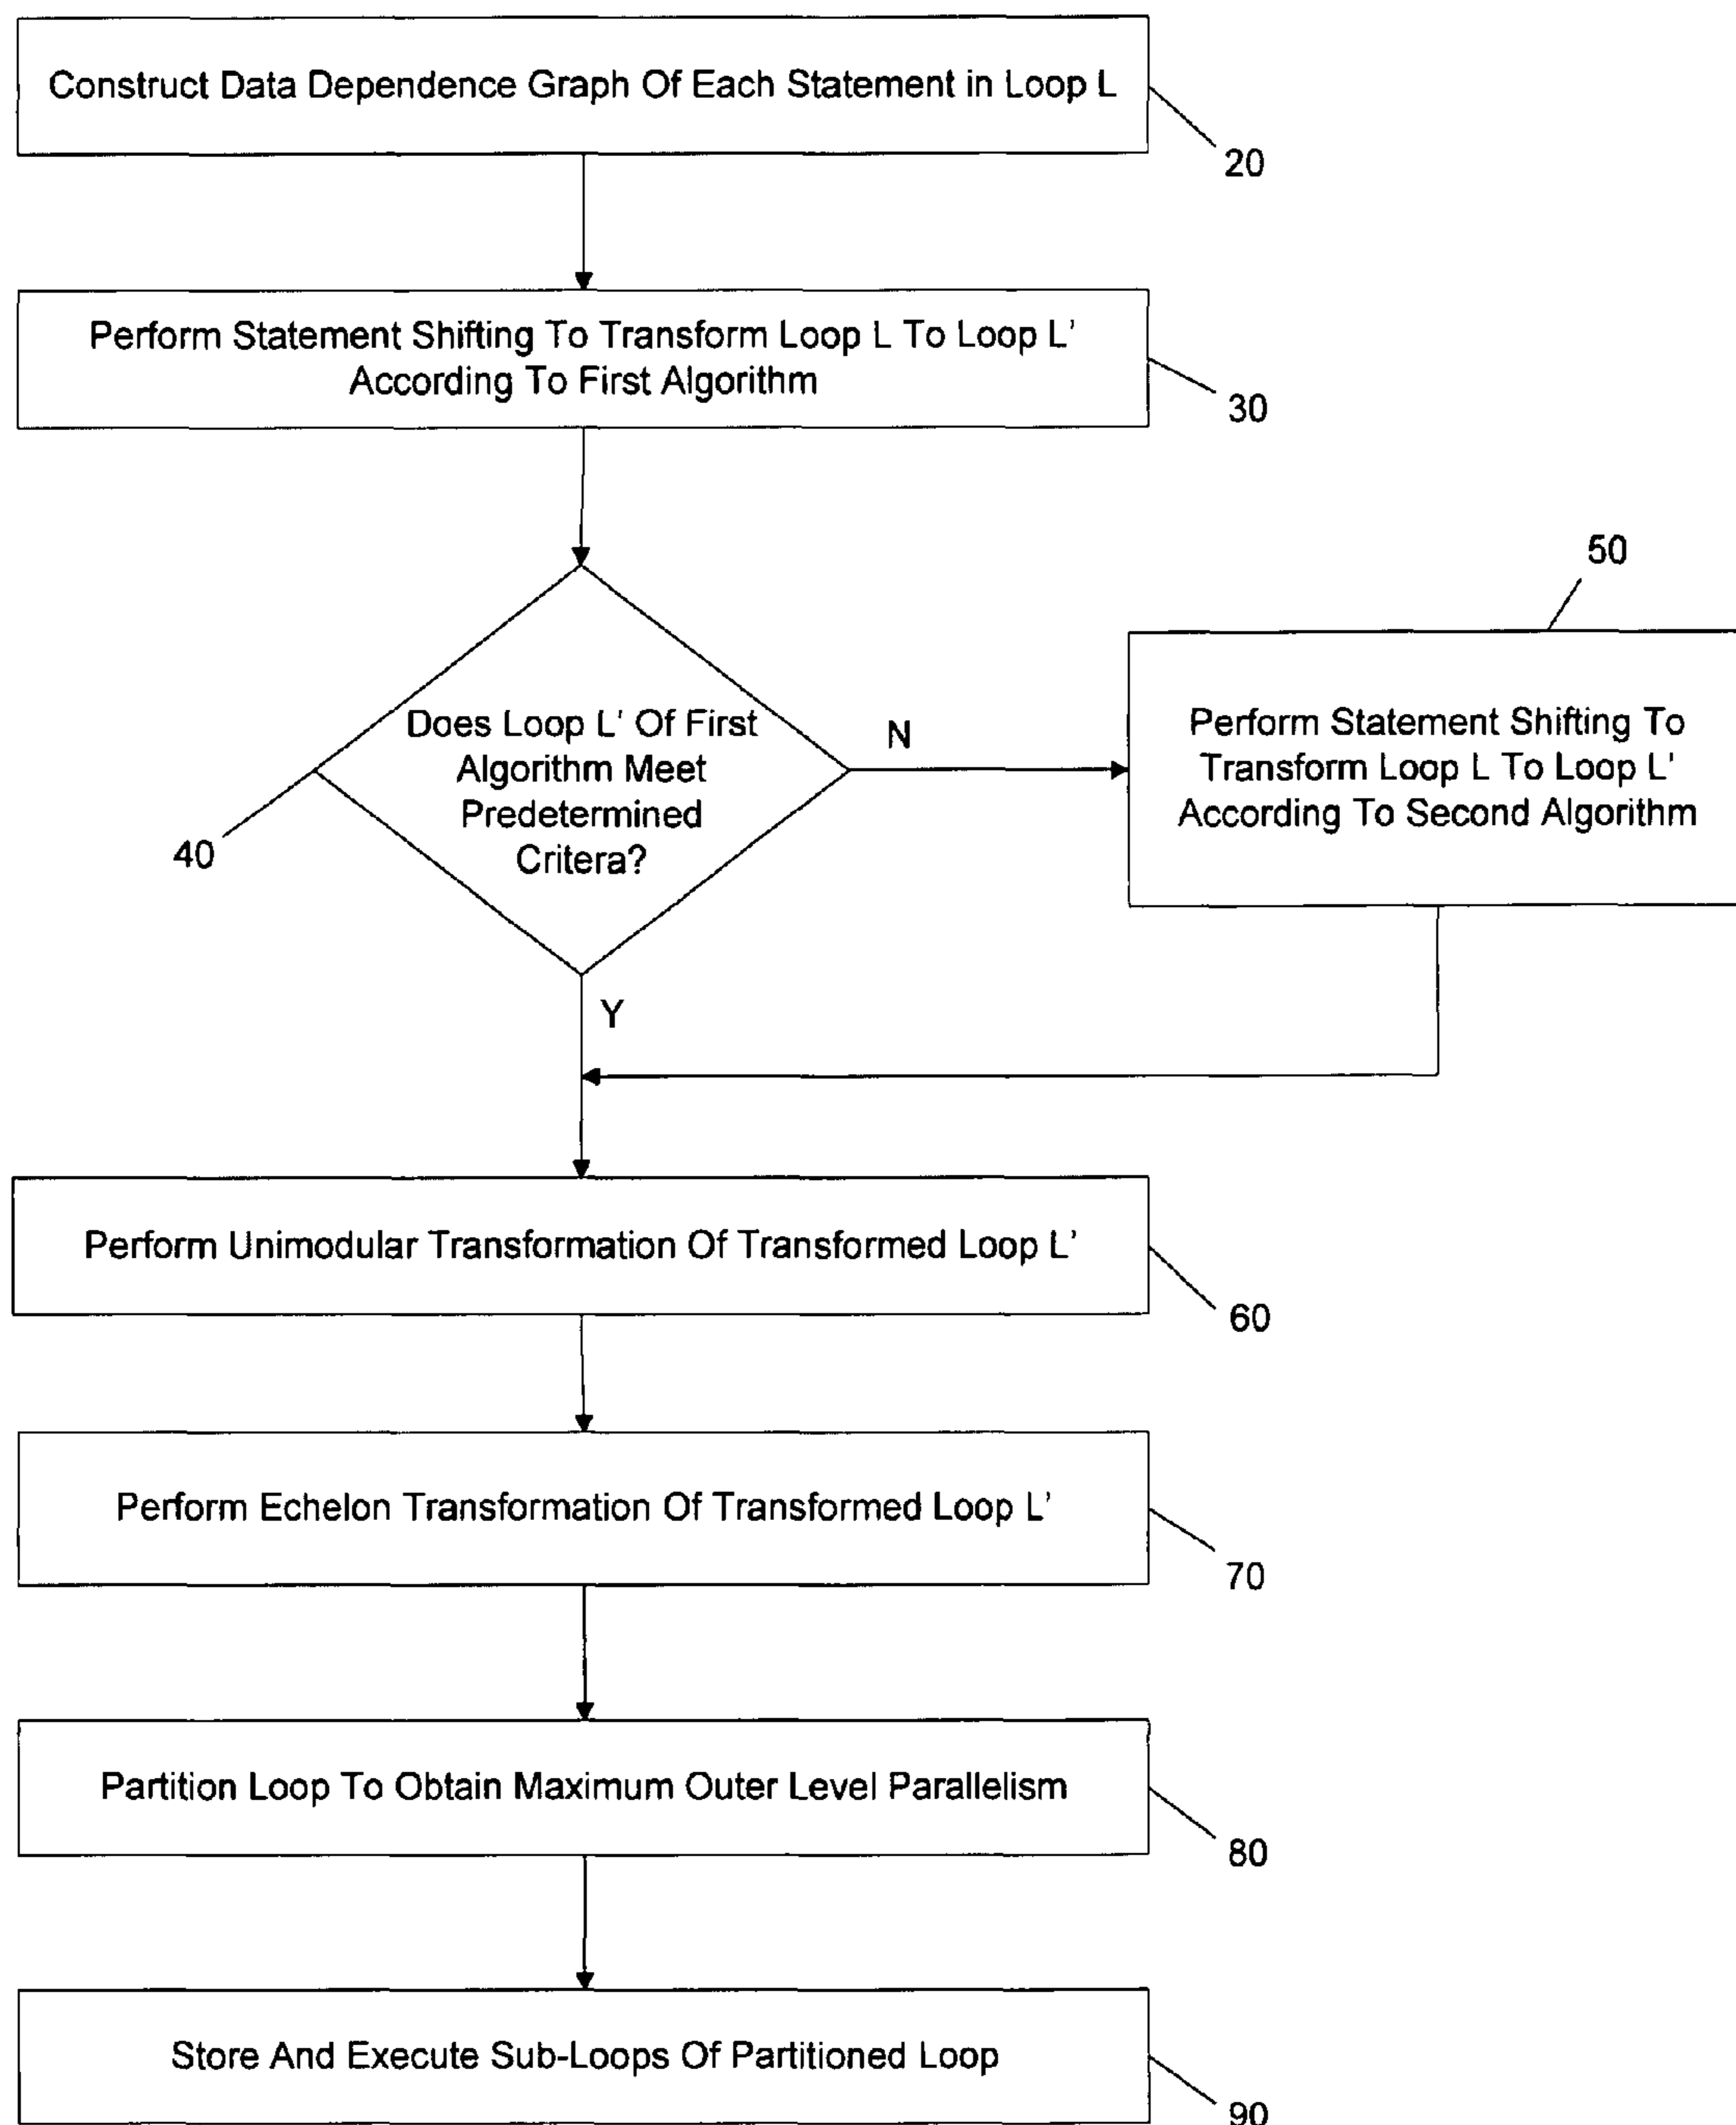 Construct Data Dependence Graph Of Each Statement in Loop L
20
Perform Statement Shifting To Transform Loop L To Loop L'
According To First Algorithm
30
50
Does Loop L' Of First
Algorithm Meet
Predetermined
Critera?
N
Perform Statement Shifting To
Transform Loop L To Loop L'
According To Second Algorithm
40
Y
Perform Unimodular Transformation Of Transformed Loop L'
60
Perform Echelon Transformation Of Transformed Loop L'
70
Partition Loop To Obtain Maximum Outer Level Parallelism
80
Store And Execute Sub-Loops Of Partitioned Loop
90